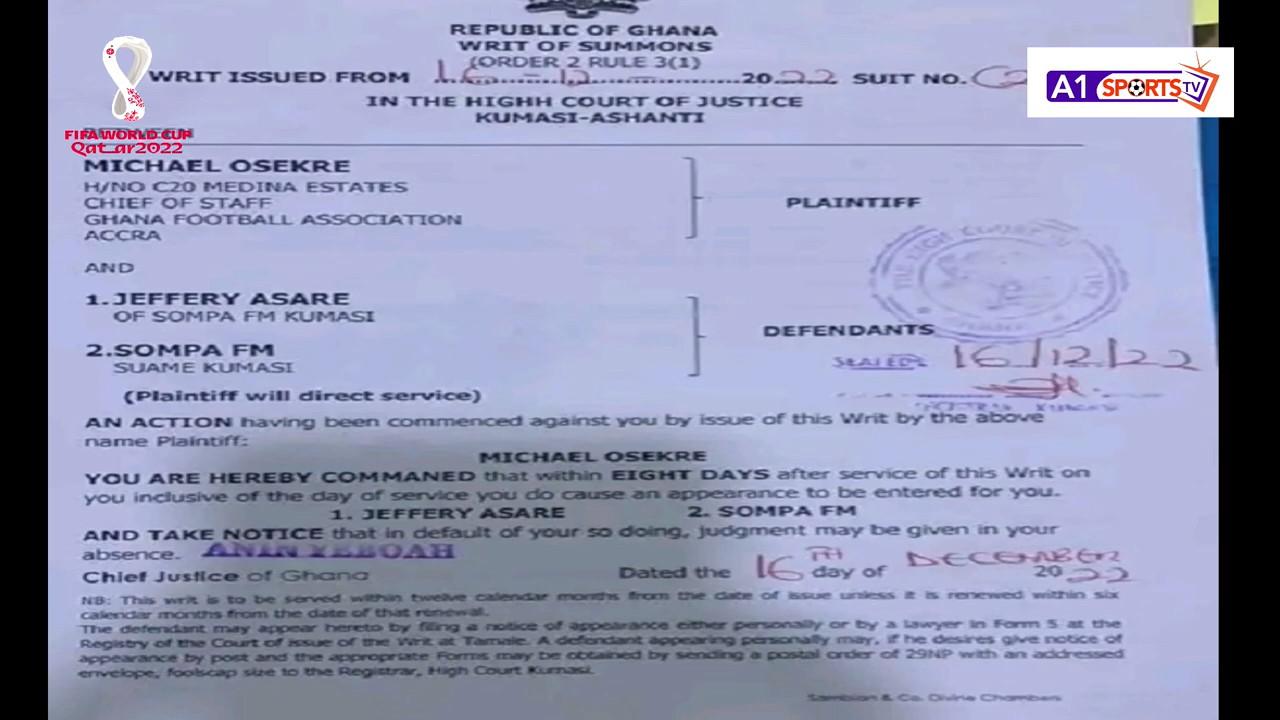 REPUBLIC OF GHANA
WRIT OF SUMMONS
(ORDER 2 RULE 3(1)
WRIT ISSUED FROM 16 - 12 - 2022 SUIT NO.
IN THE HIGHH COURT OF JUSTICE
KUMASI-ASHANTI
FIFA WORLD CUP
Qatar2022
A1 SPORTS TV
MICHAEL OSEKRE
H/NO C20 MEDINA ESTATES
CHIEF OF STAFF
GHANA FOOTBALL ASSOCIATION
ACCRA
PLAINTIFF
AND
1. JEFFERY ASARE
OF SOMPA FM KUMASI
2. SOMPA FM
SUAME KUMASI
DEFENDANTS
THE HIGH COURT
SEALED 16/12/22
(Plaintiff will direct service)
AN ACTION having been commenced against you by issue of this Writ by the above
name Plaintiff:
MICHAEL OSEKRE
YOU ARE HEREBY COMMANED that within EIGHT DAYS after service of this Writ on
you inclusive of the day of service you do cause an appearance to be entered for you.
1. JEFFERY ASARE 2. SOMPA FM
AND TAKE NOTICE that in default of your so doing, judgment may be given in your
absence. ANIN YEBOAH
Chief Justice of Ghana Dated the 16TH day of DECEMBER 2022
NB: This writ is to be served within twelve calendar months from the date of issue unless it is renewed within six
calendar months from the date of that renewal.
The defendant may appear hereto by filing a notice of appearance either personally or by a lawyer in Form 5 at the
Registry of the Court of issue of the Writ at Tamale. A defendant appearing personally may, if he desires give notice of
appearance by post and the appropriate Forms may be obtained by sending a postal order of 29NP with an addressed
envelope, foolscap size to the Registrar, High Court Kumasi.
Sambian & Co. Divine Chambers